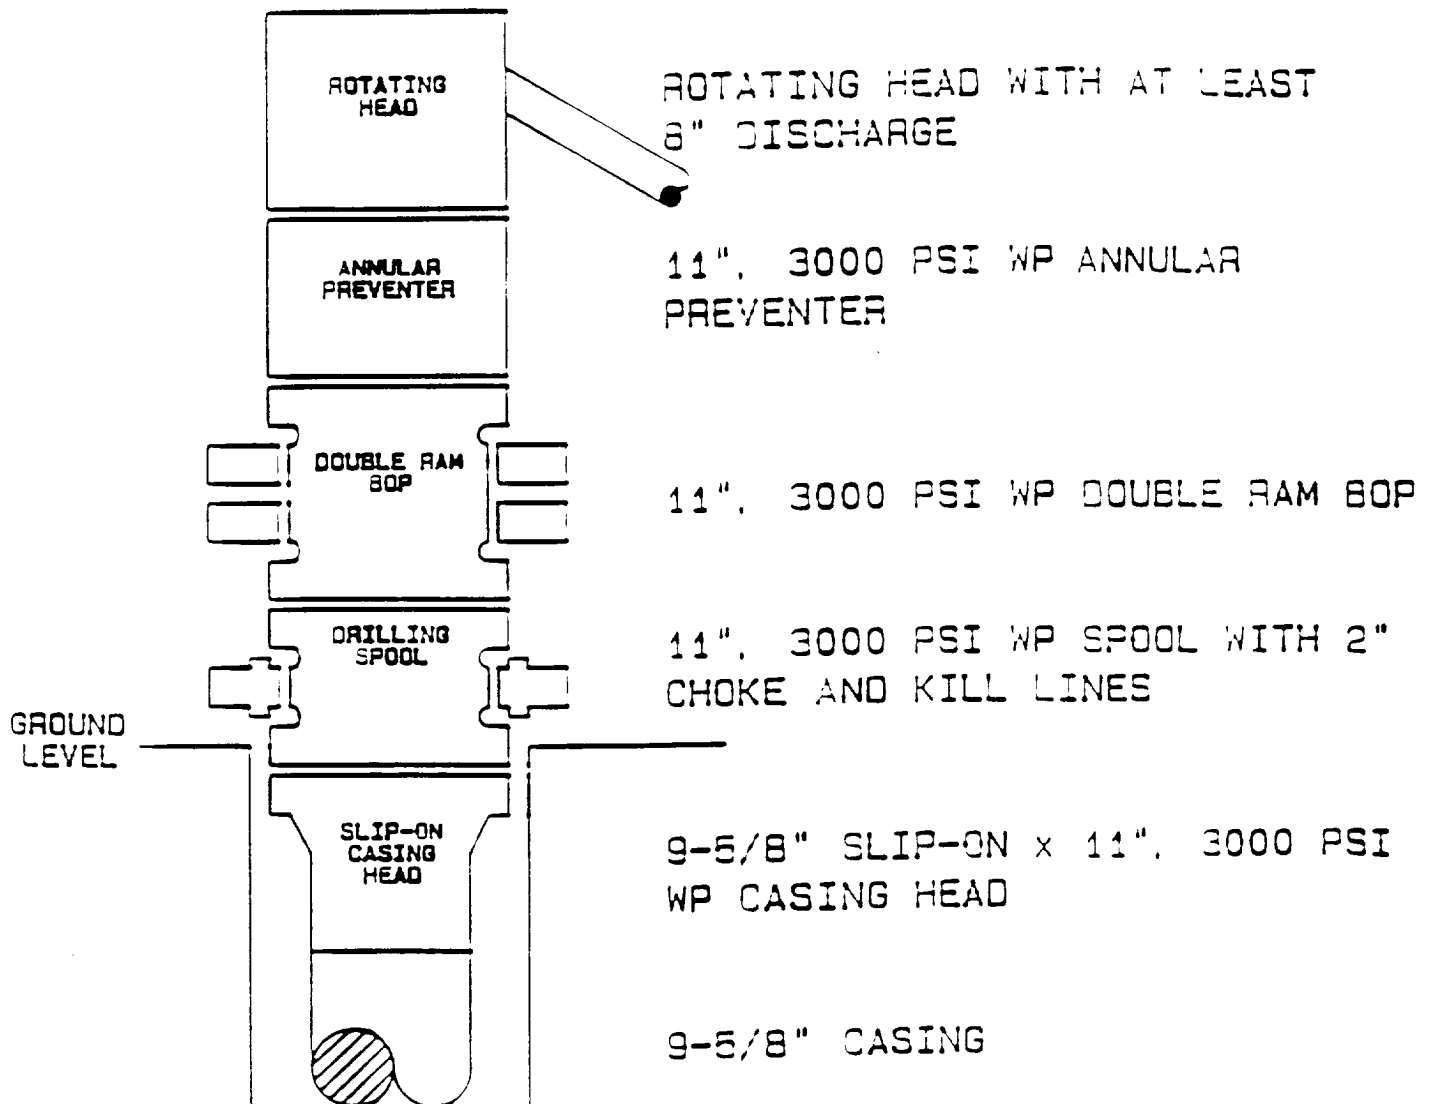 ROTATING
HEAD
ROTATING HEAD WITH AT LEAST
8" DISCHARGE
ANNULAR
PREVENTER
11", 3000 PSI WP ANNULAR
PREVENTER
DOUBLE RAM
BOP
11", 3000 PSI WP DOUBLE RAM BOP
DRILLING
SPOOL
11", 3000 PSI WP SPOOL WITH 2"
CHOKE AND KILL LINES
GROUND
LEVEL
SLIP-ON
CASING
HEAD
9-5/8" SLIP-ON x 11", 3000 PSI
WP CASING HEAD
9-5/8" CASING